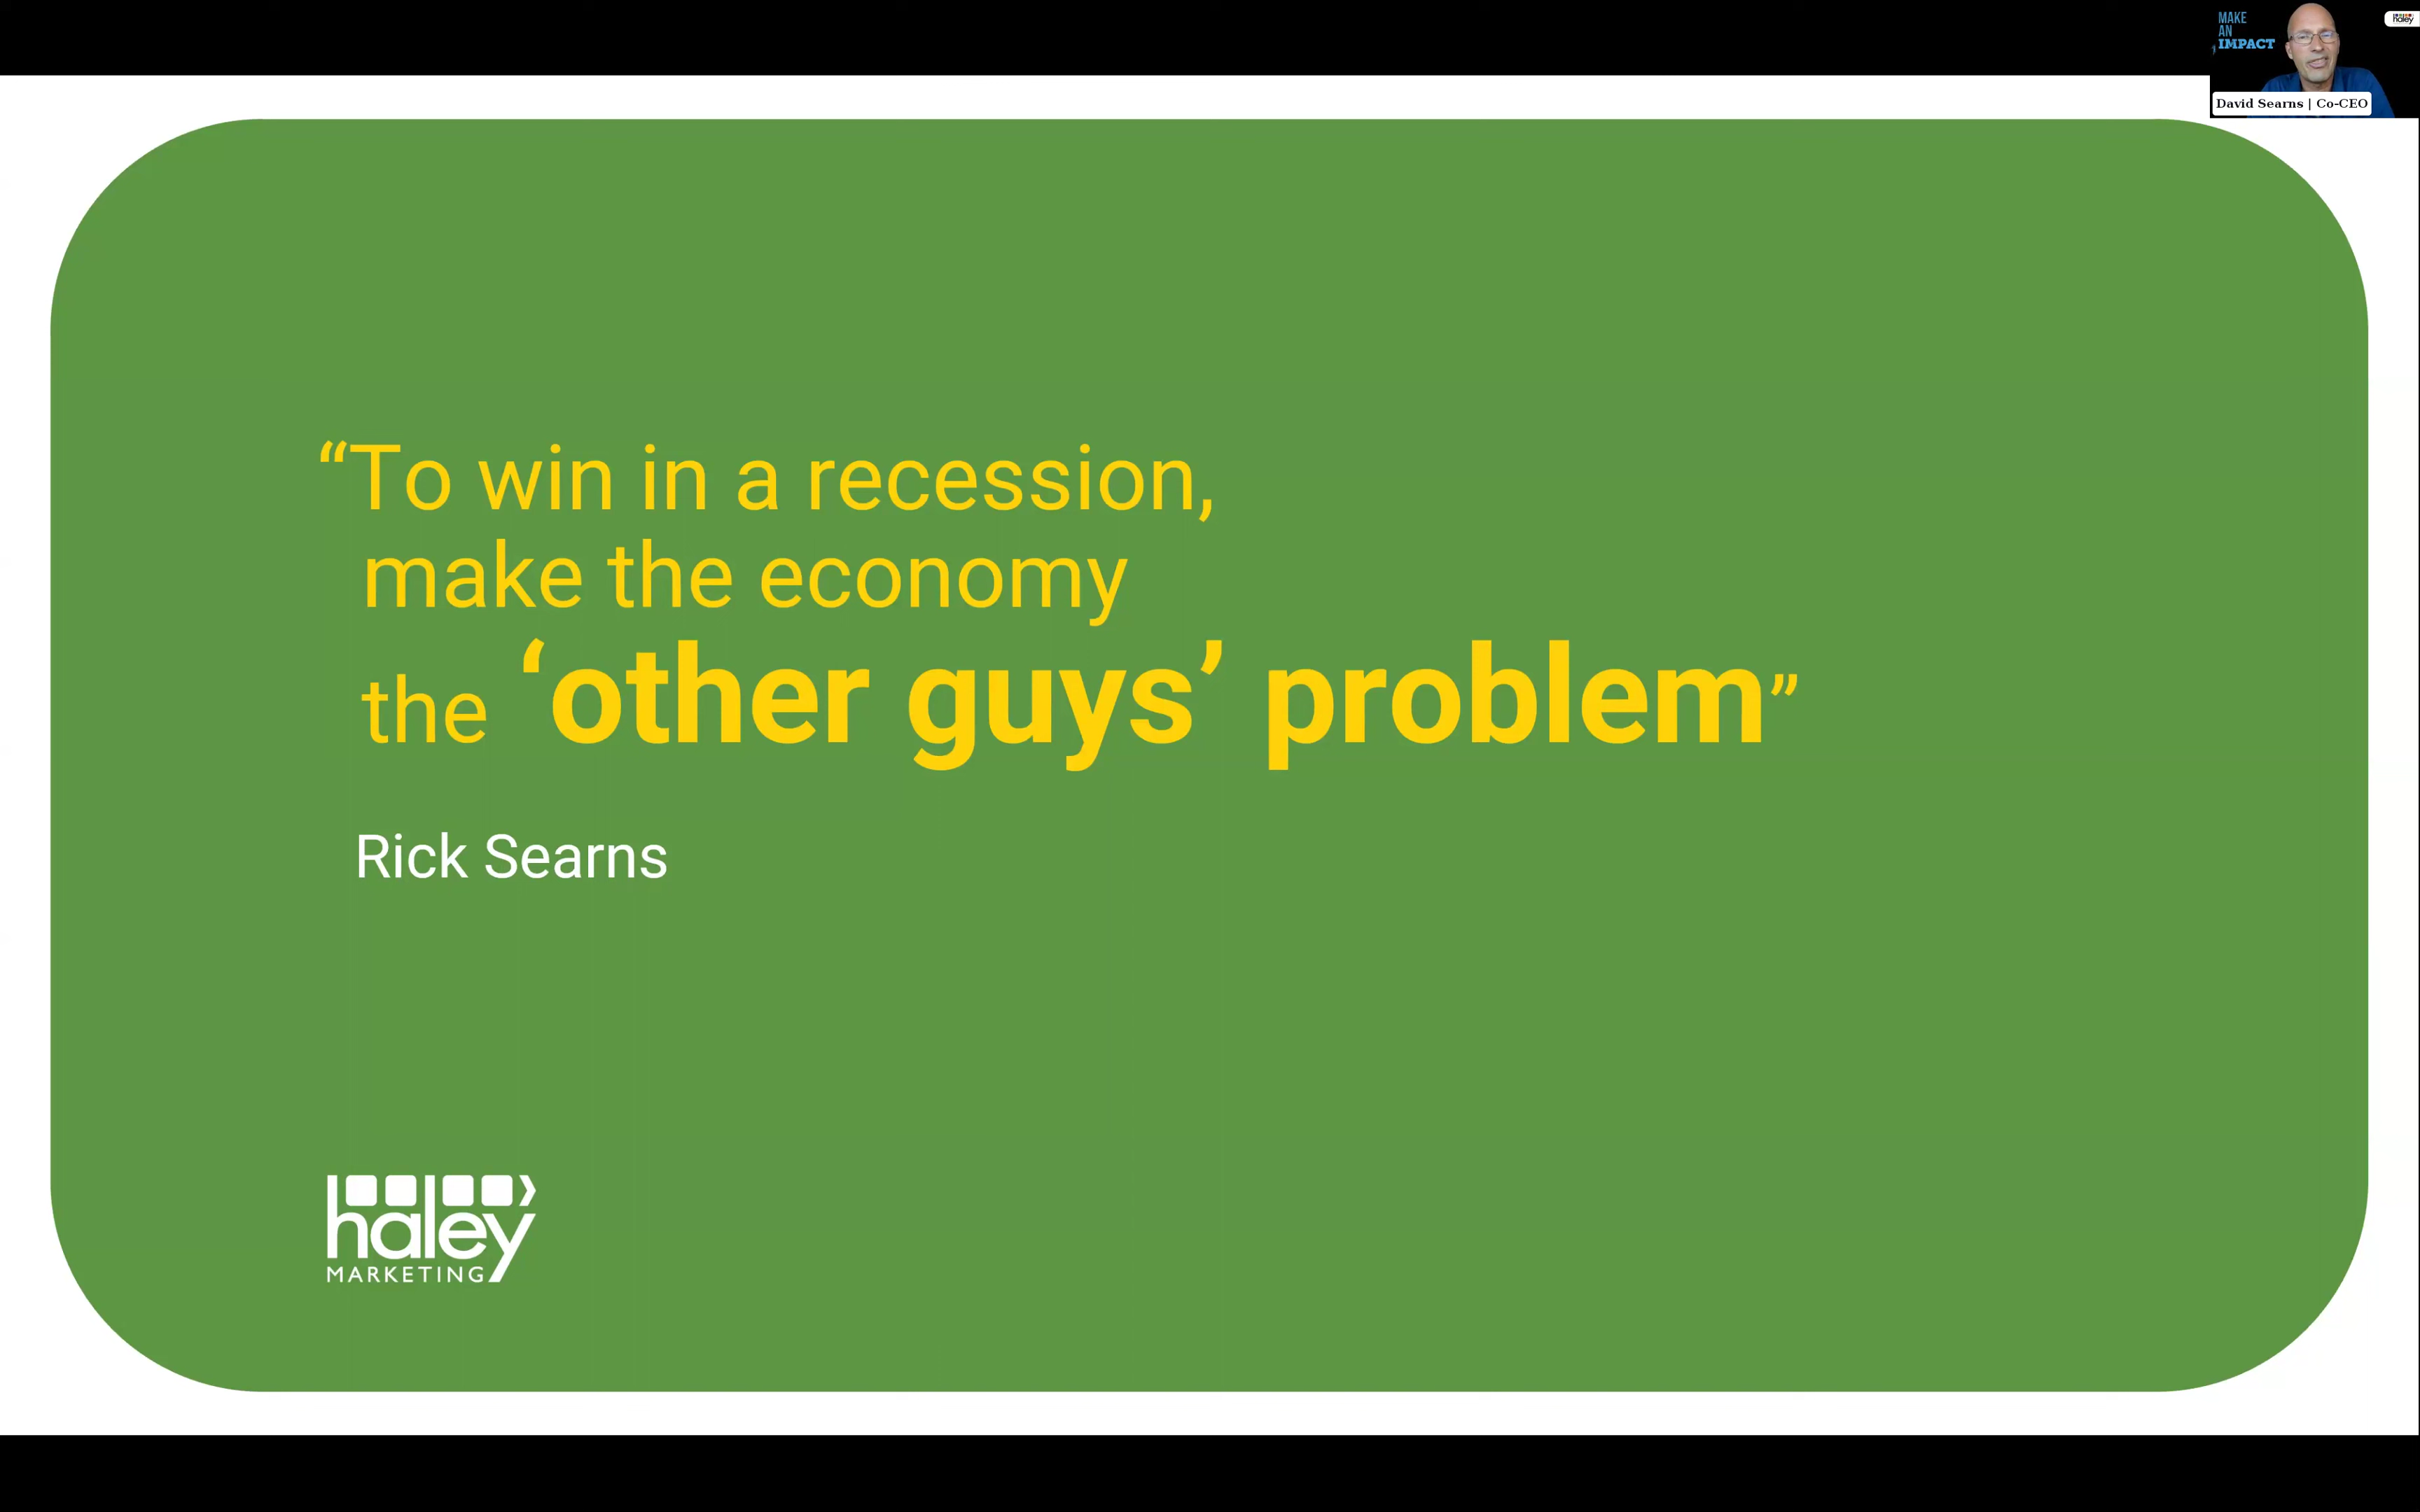 MAKE
AN
IMPACT
haley
David Searns | Co-CEO
“To win in a recession,
make the economy
the ‘other guys’ problem”
Rick Searns
haley
MARKETING